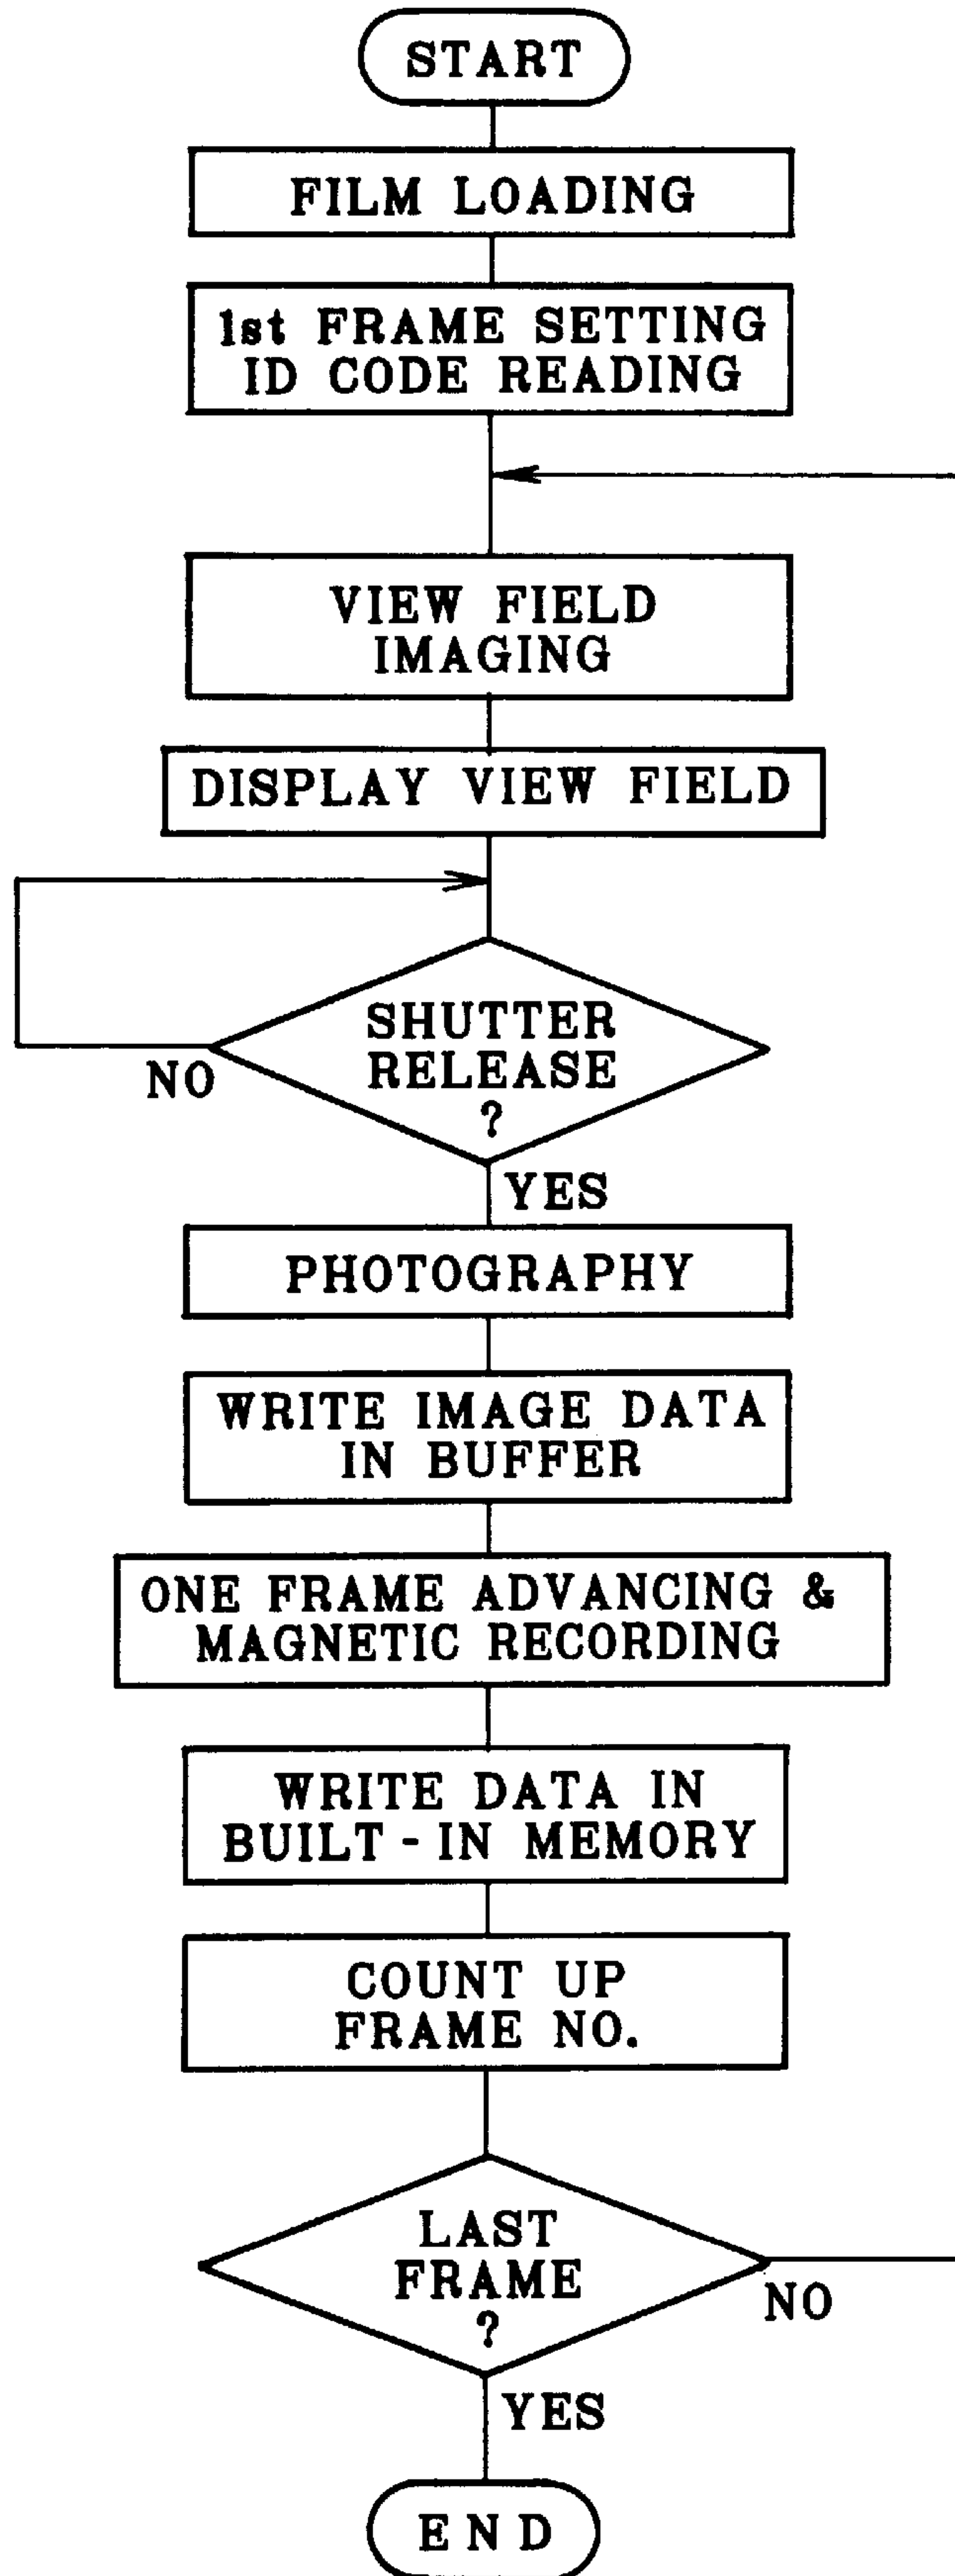 START
FILM LOADING
1st FRAME SETTING
ID CODE READING
VIEW FIELD
IMAGING
DISPLAY VIEW FIELD
SHUTTER
RELEASE
?
NO
YES
PHOTOGRAPHY
WRITE IMAGE DATA
IN BUFFER
ONE FRAME ADVANCING &
MAGNETIC RECORDING
WRITE DATA IN
BUILT-IN MEMORY
COUNT UP
FRAME NO.
LAST
FRAME
?
NO
YES
END